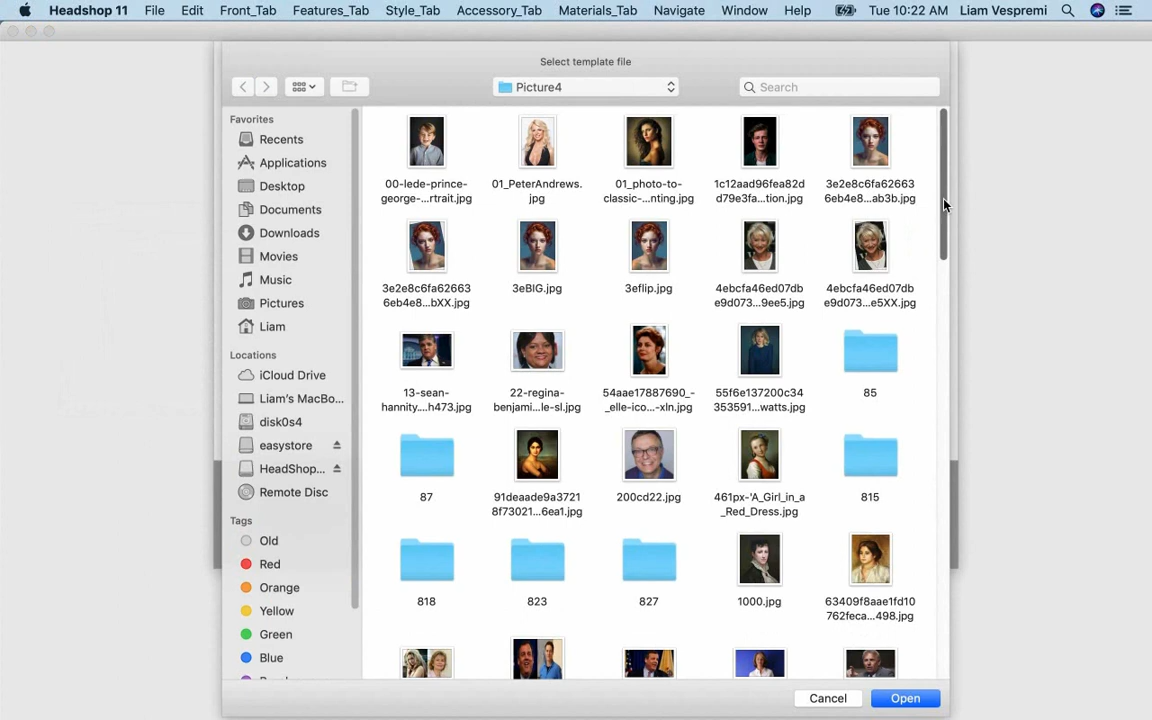 Headshop 11 File Edit Front_Tab Features_Tab Style_Tab Accessory_Tab Materials_Tab Navigate Window Help Tue 10:22 AM Liam Vespremi
Select template file
Picture4 Search
Favorites
Recents
Applications
Desktop
Documents
Downloads
Movies
Music
Pictures
Liam
Locations
iCloud Drive
Liam's MacBo...
disk0s4
easystore
HeadShop...
Remote Disc
Tags
Old
Red
Orange
Yellow
Green
Blue
00-lede-prince-
george-...rtrait.jpg
01_PeterAndrews.
jpg
01_photo-to-
classic-...nting.jpg
1c12aad96fea82d
d79e3fa...tion.jpg
3e2e8c6fa62663
6eb4e8...ab3b.jpg
3e2e8c6fa62663
6eb4e8...bXX.jpg
3eBIG.jpg
3eflip.jpg
4ebcfa46ed07db
e9d073...9ee5.jpg
4ebcfa46ed07db
e9d073...e5XX.jpg
13-sean-
hannity....h473.jpg
22-regina-
benjami...le-sl.jpg
54aae17887690_-
_elle-ico...-xln.jpg
55f6e137200c34
353591...watts.jpg
85
87
91deaade9a3721
8f73021...6ea1.jpg
200cd22.jpg
461px-'A_Girl_in_a
_Red_Dress.jpg
815
818
823
827
1000.jpg
63409f8aae1fd10
762feca...498.jpg
Cancel Open